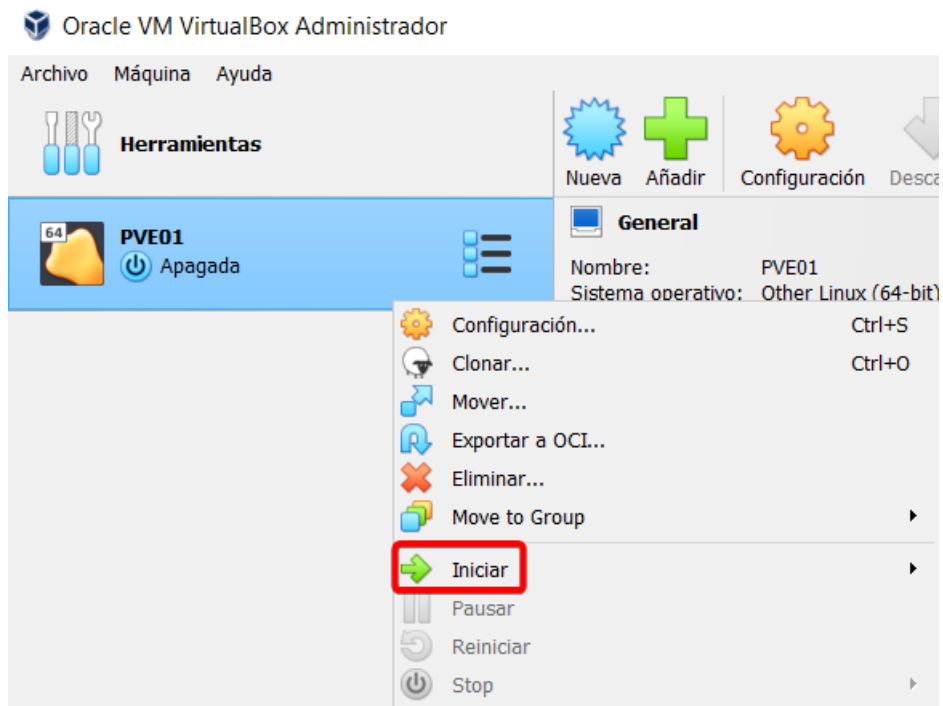 Oracle VM VirtualBox Administrador
Archivo Máquina Ayuda
Herramientas
Nueva Añadir Configuración Desca
64
PVE01
Apagada
General
Nombre: PVE01
Sistema operativo: Other Linux (64-bit)
Configuración... Ctrl+S
Clonar... Ctrl+O
Mover...
Exportar a OCI...
Eliminar...
Move to Group
Iniciar
Pausar
Reiniciar
Stop